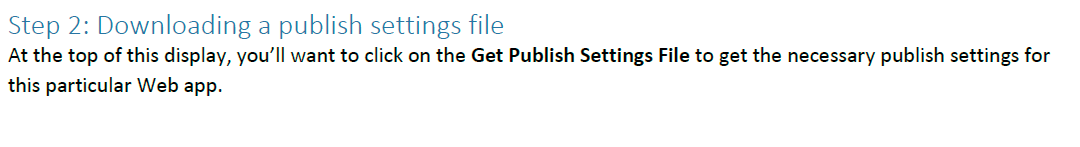 Step 2: Downloading a publish settings file
At the top of this display, you’ll want to click on the Get Publish Settings File to get the necessary publish settings for
this particular Web app.